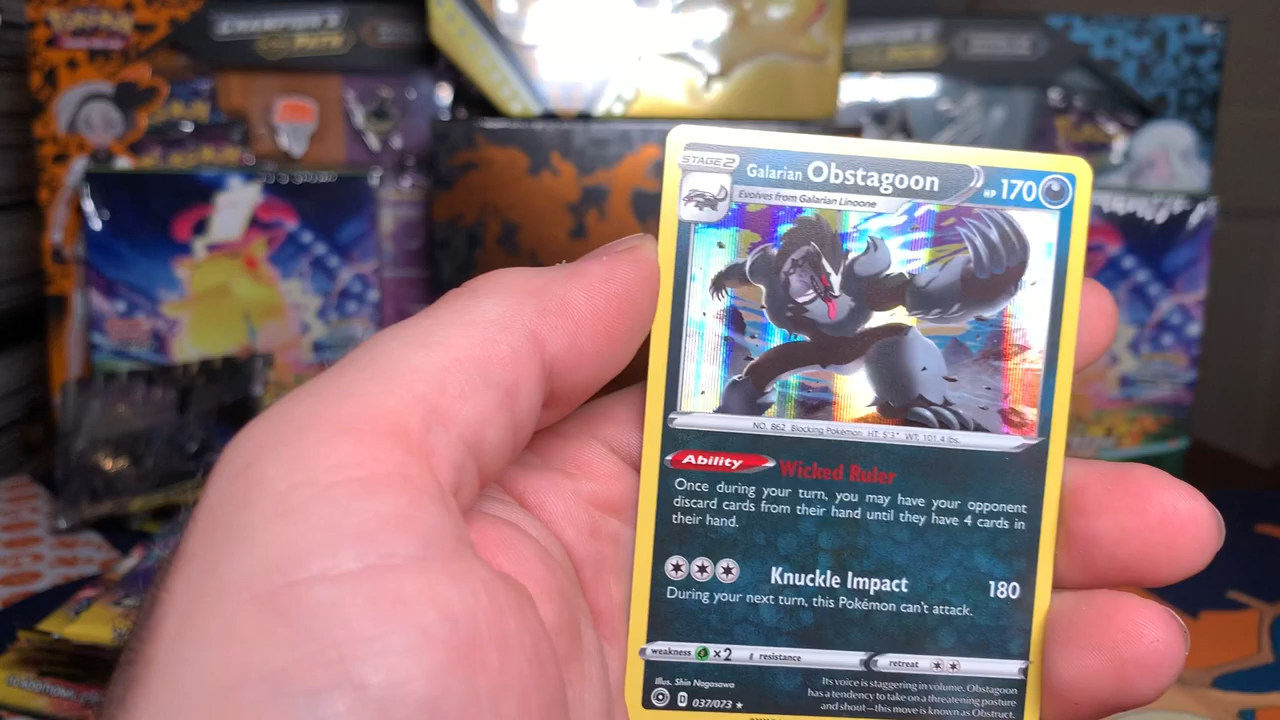 CHAMPION'S
PATH
STAGE 2
Galarian Obstagoon
HP 170
Evolves from Galarian Linoone
NO. 862 Blocking Pokémon HT: 5'3" WT: 101.4 lbs.
Ability Wicked Ruler
Once during your turn, you may have your opponent
discard cards from their hand until they have 4 cards in
their hand.
Knuckle Impact 180
During your next turn, this Pokémon can't attack.
weakness ×2 resistance retreat
Illus. Shin Nagasawa
D 037/073 ★
Its voice is staggering in volume. Obstagoon
has a tendency to take on a threatening posture
and shout—this move is known as Obstruct.
10 ADDITIONAL